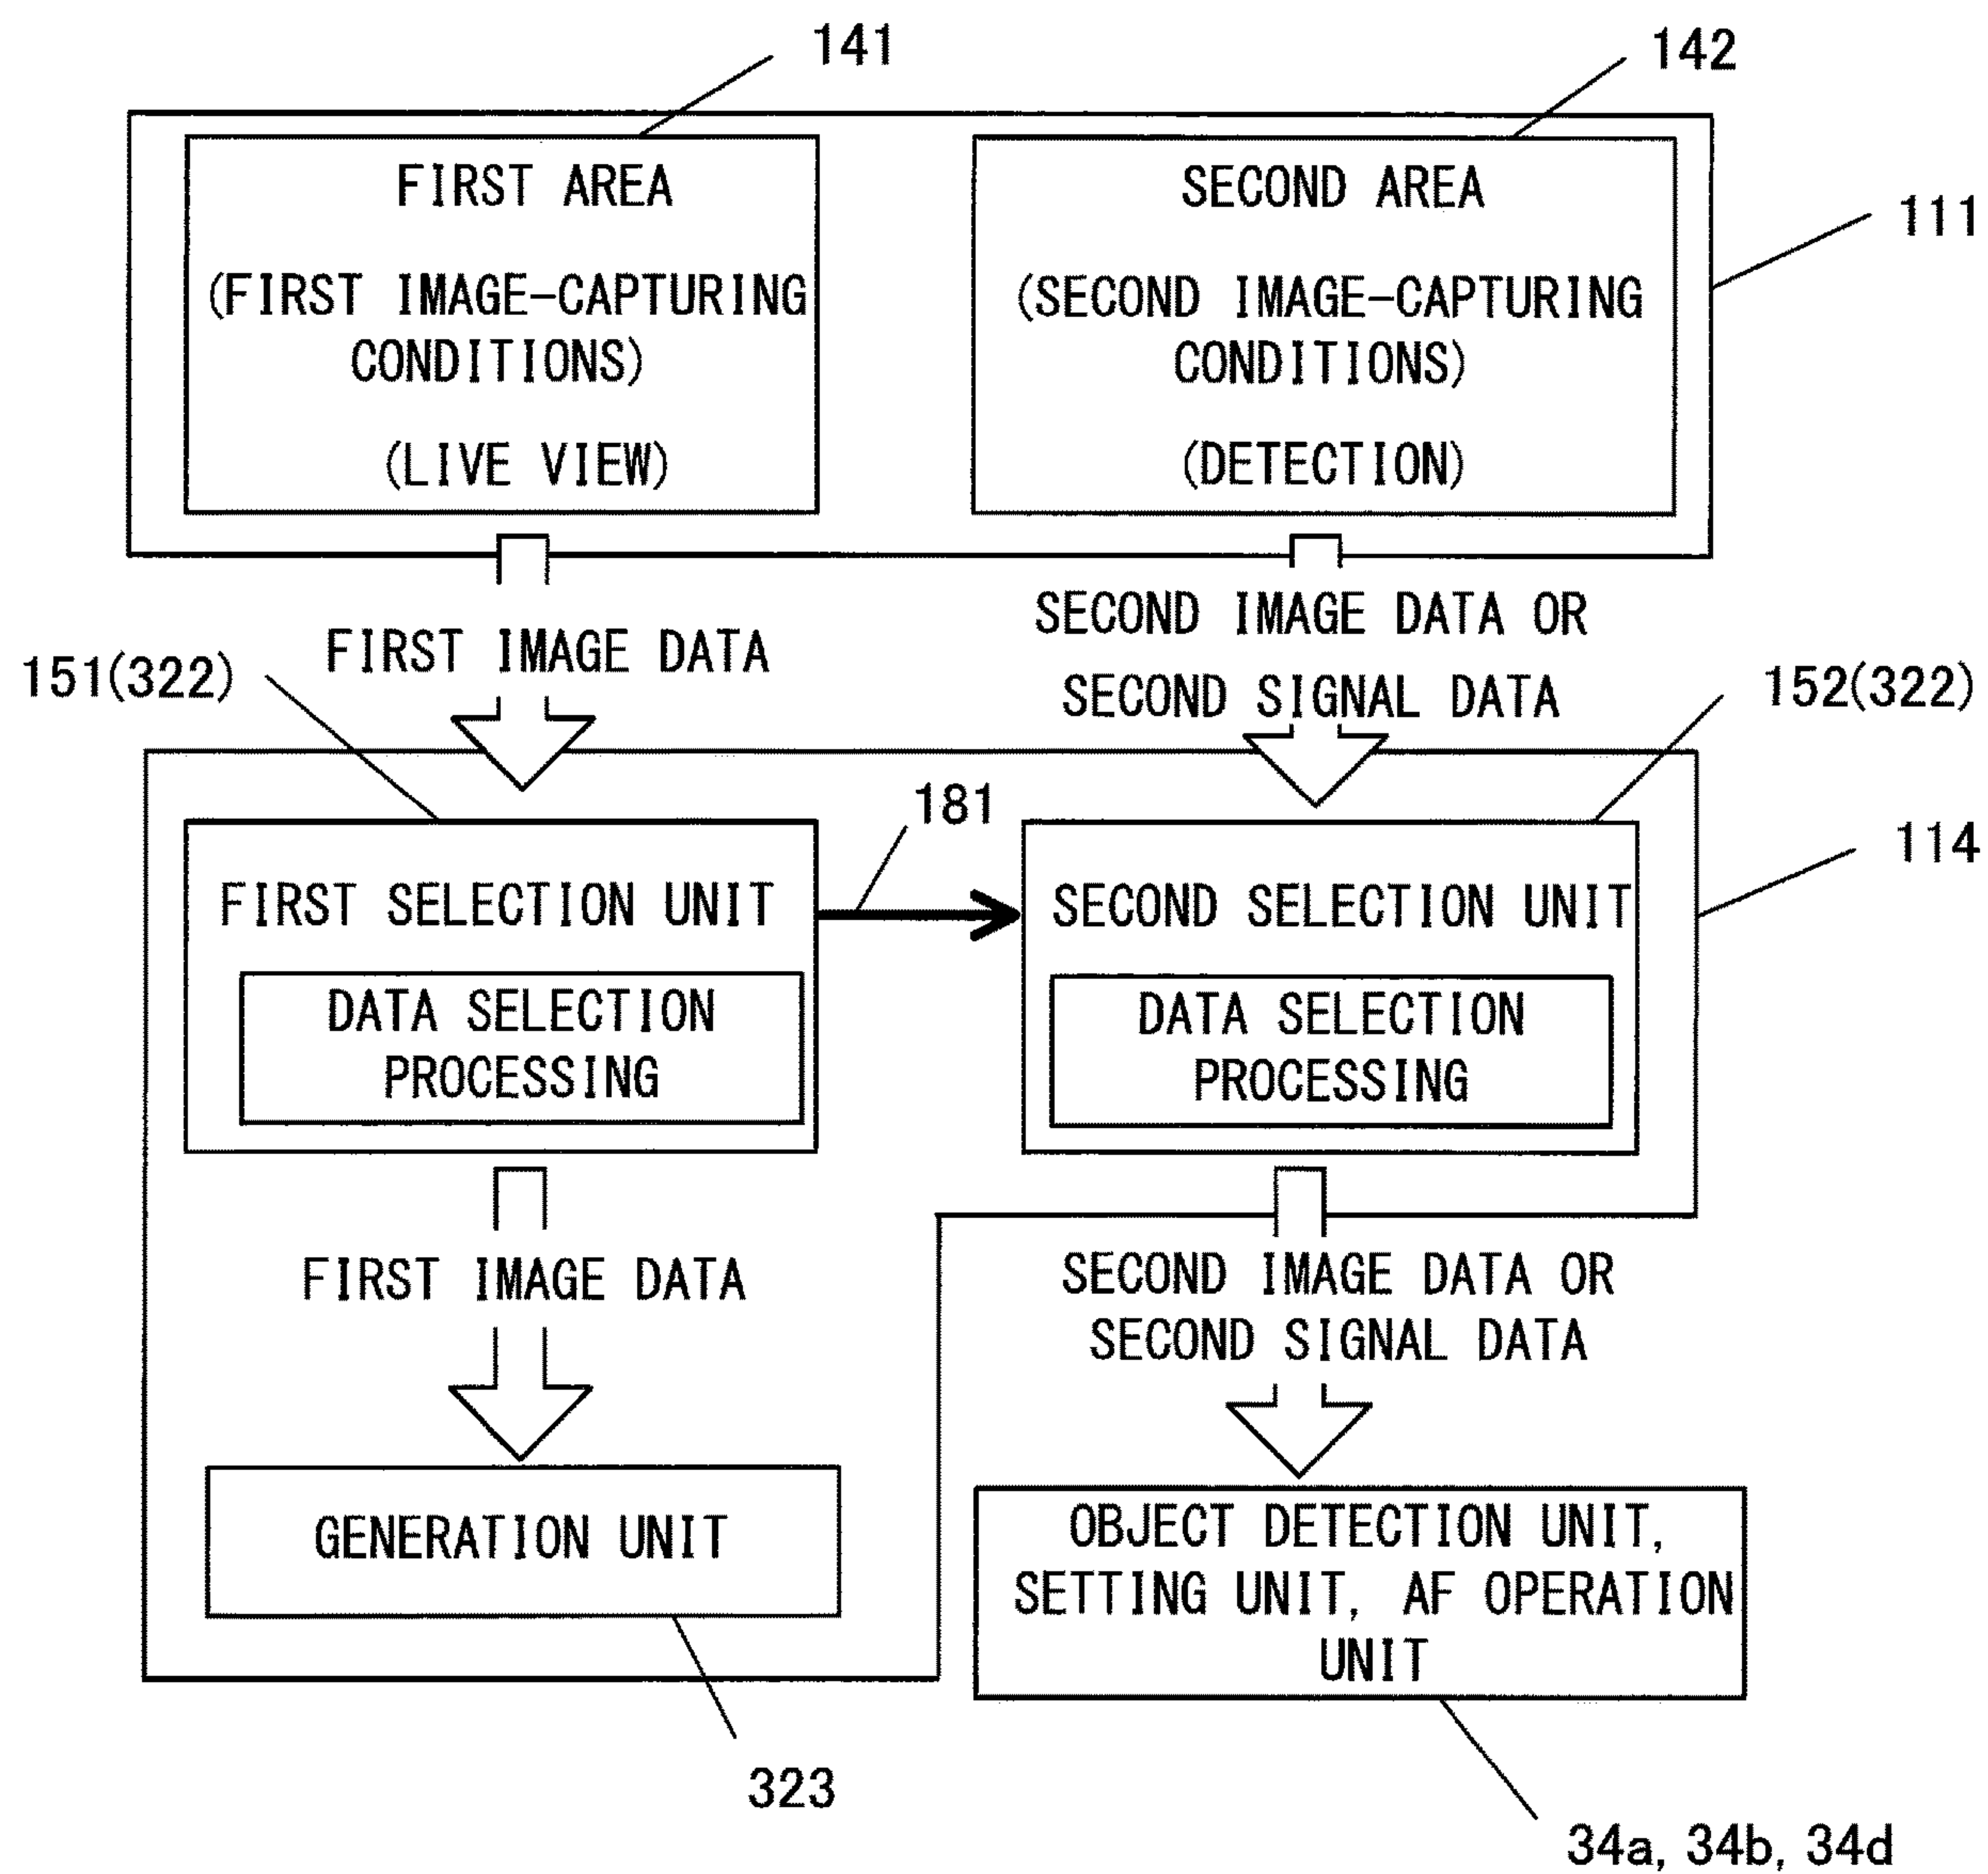 141
142
FIRST AREA
(FIRST IMAGE-CAPTURING
CONDITIONS)
(LIVE VIEW)
SECOND AREA
(SECOND IMAGE-CAPTURING
CONDITIONS)
(DETECTION)
111
FIRST IMAGE DATA
SECOND IMAGE DATA OR
SECOND SIGNAL DATA
151(322)
152(322)
181
114
FIRST SELECTION UNIT
DATA SELECTION
PROCESSING
SECOND SELECTION UNIT
DATA SELECTION
PROCESSING
FIRST IMAGE DATA
SECOND IMAGE DATA OR
SECOND SIGNAL DATA
GENERATION UNIT
OBJECT DETECTION UNIT,
SETTING UNIT, AF OPERATION
UNIT
323
34a, 34b, 34d